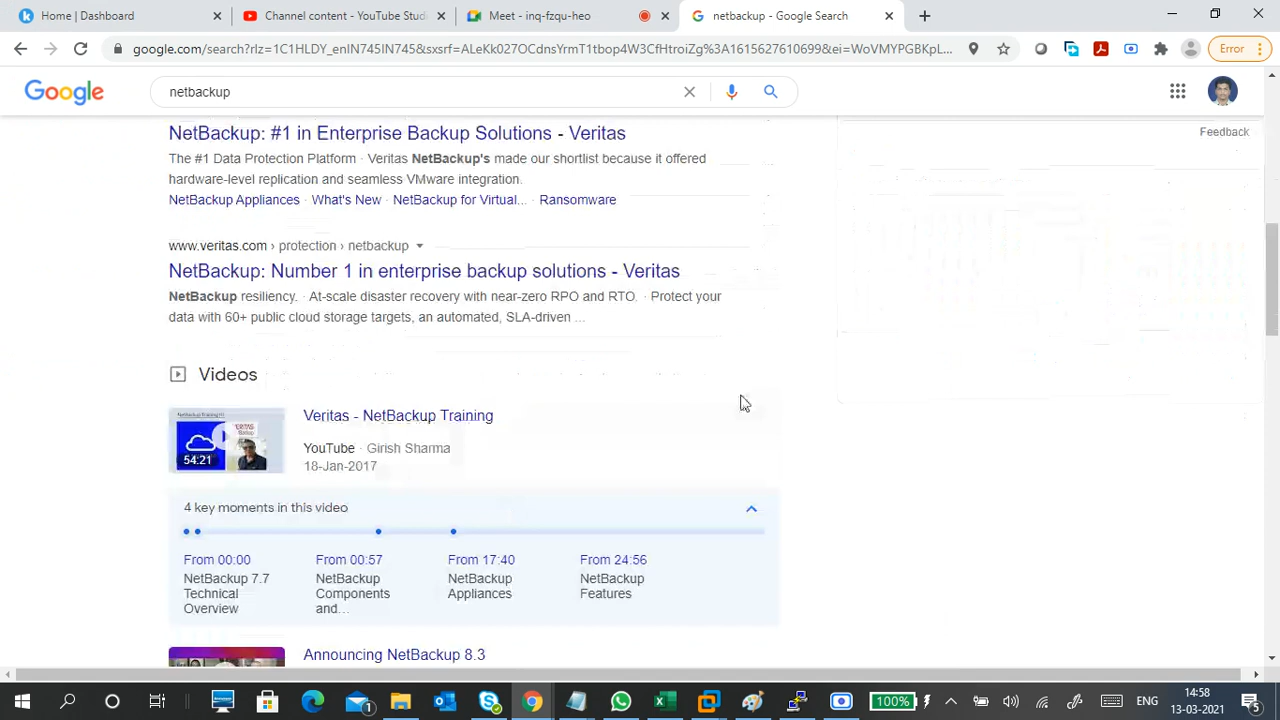 Home | Dashboard
Channel content - YouTube Stud
Meet - inq-fzqu-heo
netbackup - Google Search
google.com/search?rlz=1C1HLDY_enIN745IN745&sxsrf=ALeKk027OCdnsYrmT1tbop4W3CfHtroiZg%3A1615627610699&ei=WoVMYPGBKpL...
Error
Google
netbackup
Feedback
NetBackup: #1 in Enterprise Backup Solutions - Veritas
The #1 Data Protection Platform · Veritas NetBackup's made our shortlist because it offered
hardware-level replication and seamless VMware integration.
NetBackup Appliances · What's New · NetBackup for Virtual... · Ransomware
www.veritas.com › protection › netbackup
NetBackup: Number 1 in enterprise backup solutions - Veritas
NetBackup resiliency. · At-scale disaster recovery with near-zero RPO and RTO. · Protect your
data with 60+ public cloud storage targets, an automated, SLA-driven ...
Videos
Veritas - NetBackup Training
54:21
YouTube · Girish Sharma
18-Jan-2017
4 key moments in this video
From 00:00
NetBackup 7.7
Technical
Overview
From 00:57
NetBackup
Components
and...
From 17:40
NetBackup
Appliances
From 24:56
NetBackup
Features
Announcing NetBackup 8.3
100%
ENG
14:58
13-03-2021
5